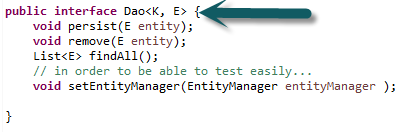 public interface Dao<K, E> {
void persist(E entity);
void remove(E entity);
List<E> findAll();
// in order to be able to test easily...
void setEntityManager(EntityManager entityManager );
}